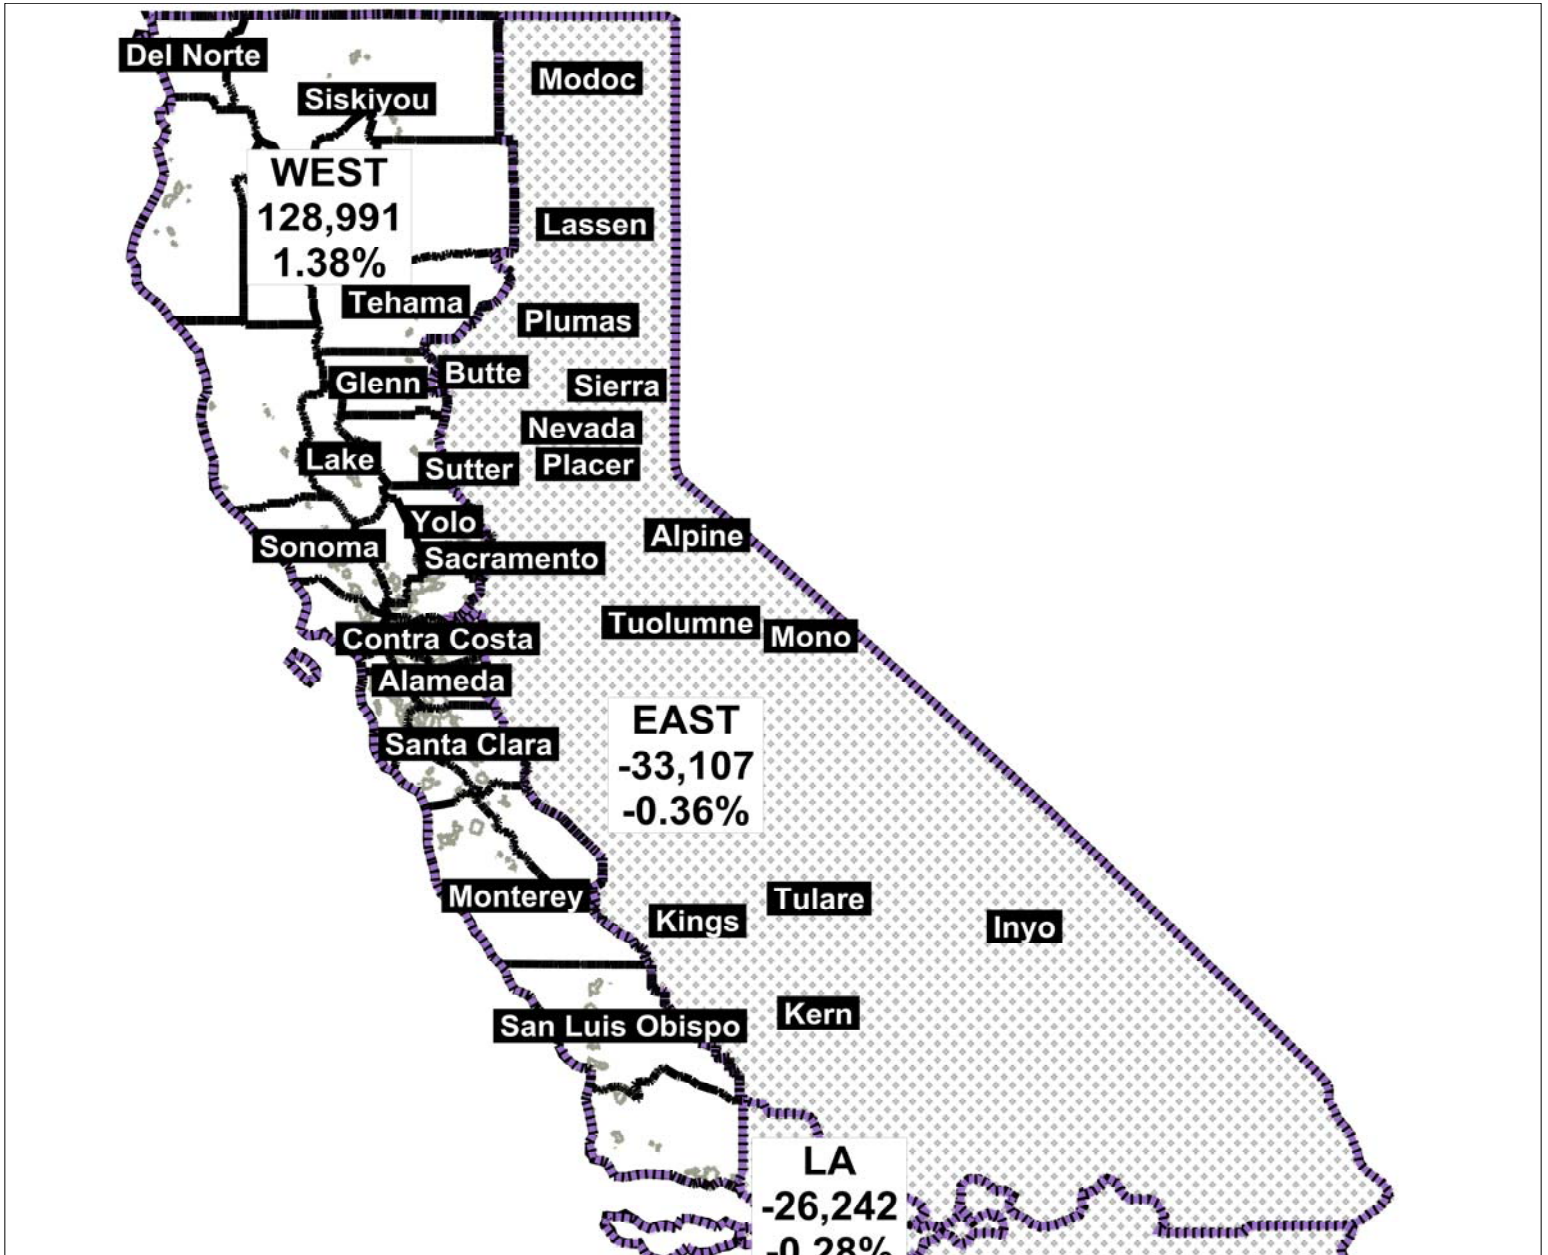 Del Norte
Modoc
Siskiyou
WEST
128,991
1.38%
Lassen
Tehama
Plumas
Butte
Glenn
Sierra
Nevada
Lake
Sutter
Placer
Yolo
Alpine
Sonoma
Sacramento
Tuolumne
Mono
Contra Costa
Alameda
EAST
-33,107
-0.36%
Santa Clara
Monterey
Tulare
Kings
Inyo
Kern
San Luis Obispo
LA
-26,242
-0.28%